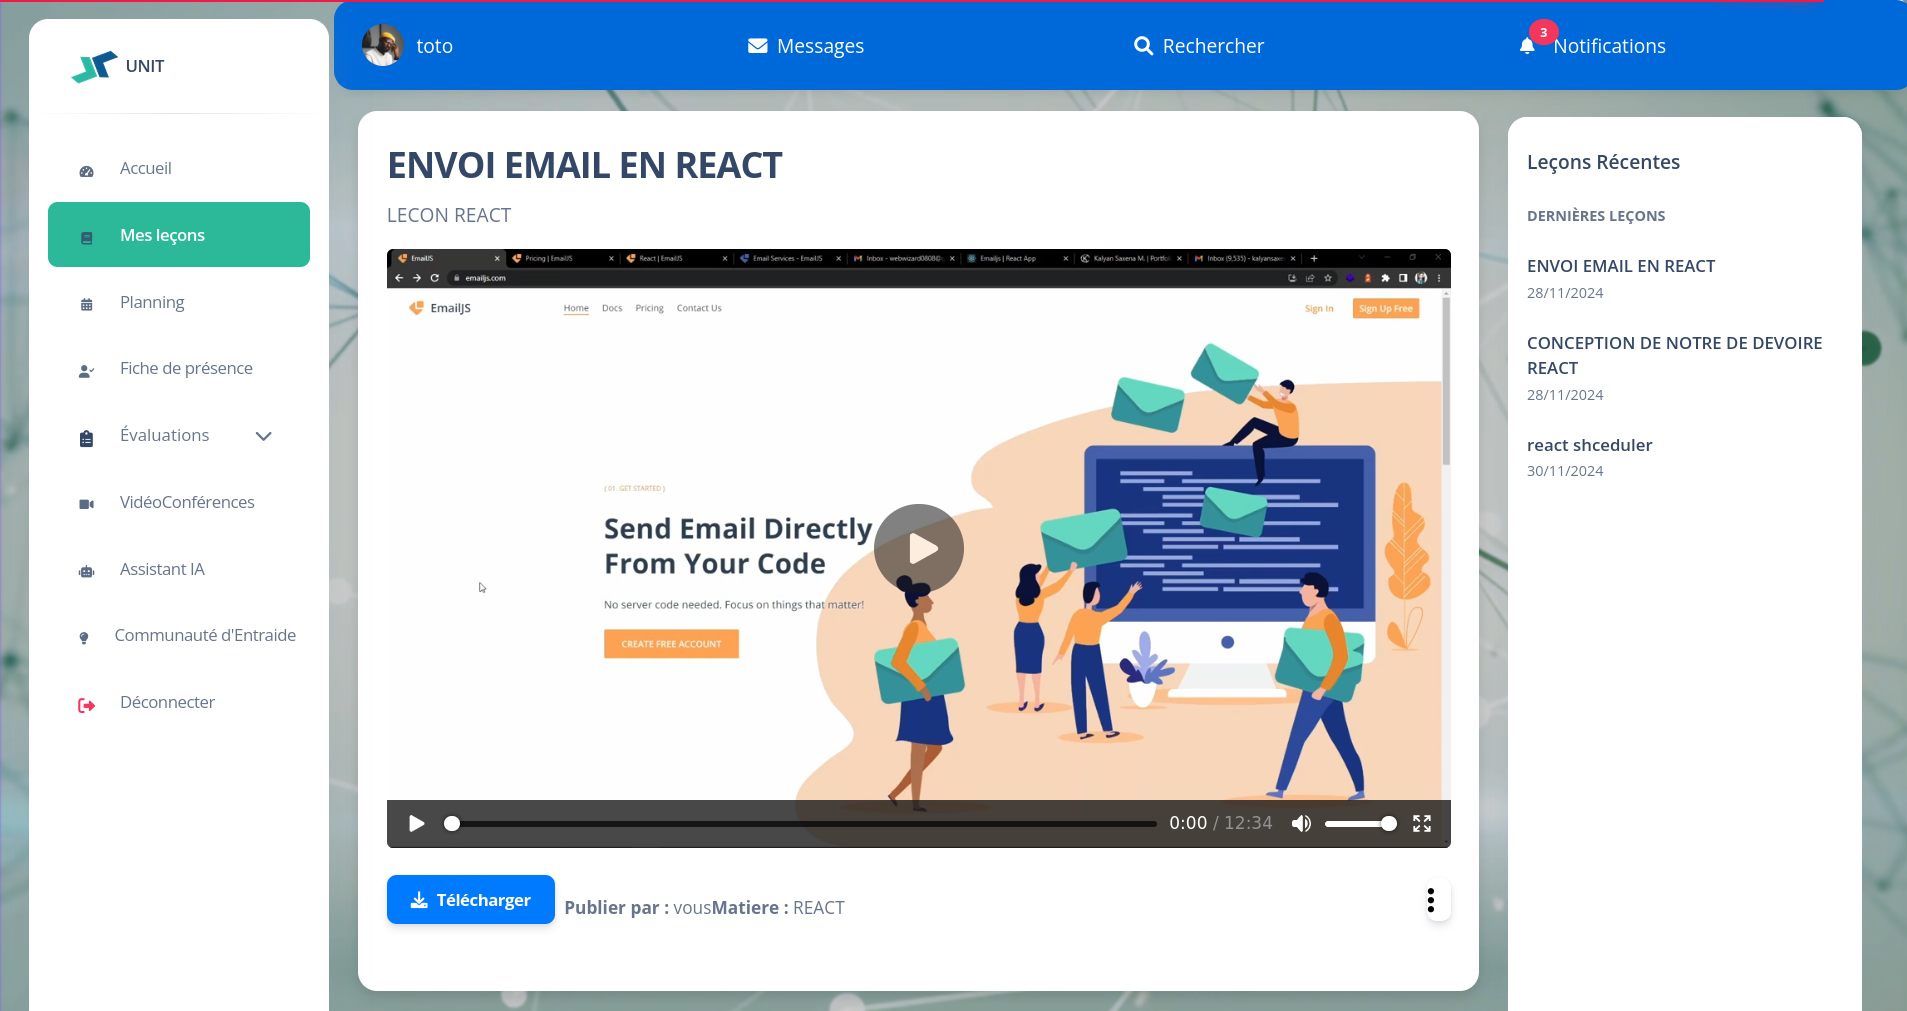 UNIT
Accueil
Mes leçons
Planning
Fiche de présence
Évaluations
VidéoConférences
Assistant IA
Communauté d'Entraide
Déconnecter
toto
Messages
Rechercher
3
Notifications
ENVOI EMAIL EN REACT
LECON REACT
EmailJS
Pricing | EmailJS
React | EmailJS
Email Services - EmailJS
Inbox - webwizard0808@
Emailjs | React App
Kalyan Saxena M. | Portfol
Inbox (9,535) - kalyansaxe
emailjs.com
EmailJS
Home
Docs
Pricing
Contact Us
Sign In
Sign Up Free
( 01. GET STARTED )
Send Email Directly
From Your Code
No server code needed. Focus on things that matter!
CREATE FREE ACCOUNT
0:00 / 12:34
Télécharger
Publier par : vousMatiere : REACT
Leçons Récentes
DERNIÈRES LEÇONS
ENVOI EMAIL EN REACT
28/11/2024
CONCEPTION DE NOTRE DE DEVOIRE
REACT
28/11/2024
react shceduler
30/11/2024